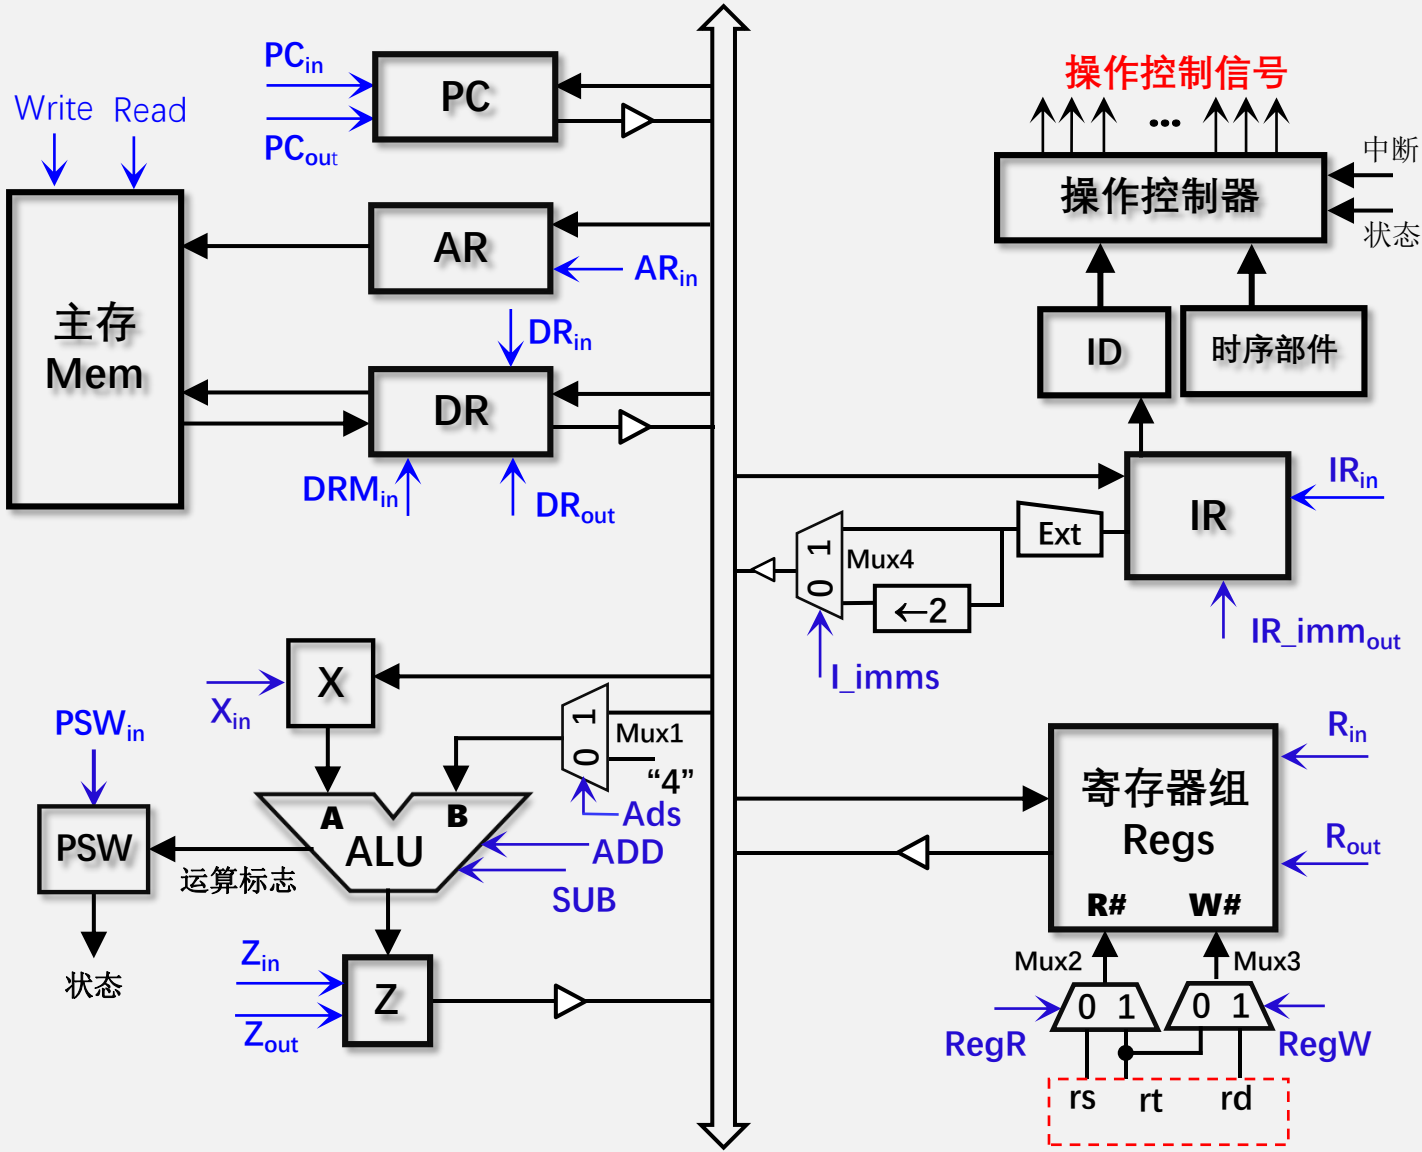 PCin
PC
PCout
Write
Read
操作控制信号
•••
中断
操作控制器
状态
AR
ARin
主存
Mem
DRin
DR
DRMin
DRout
ID
时序部件
IR
IRin
Ext
Mux4
1
0
←2
IR_immout
I_imms
X
Xin
PSWin
1
0
Mux1
“4”
Ads
A
B
ALU
ADD
SUB
PSW
运算标志
状态
Zin
Z
Zout
Rin
寄存器组
Regs
Rout
R#
W#
Mux2
Mux3
0 1
0 1
RegR
RegW
rs
rt
rd